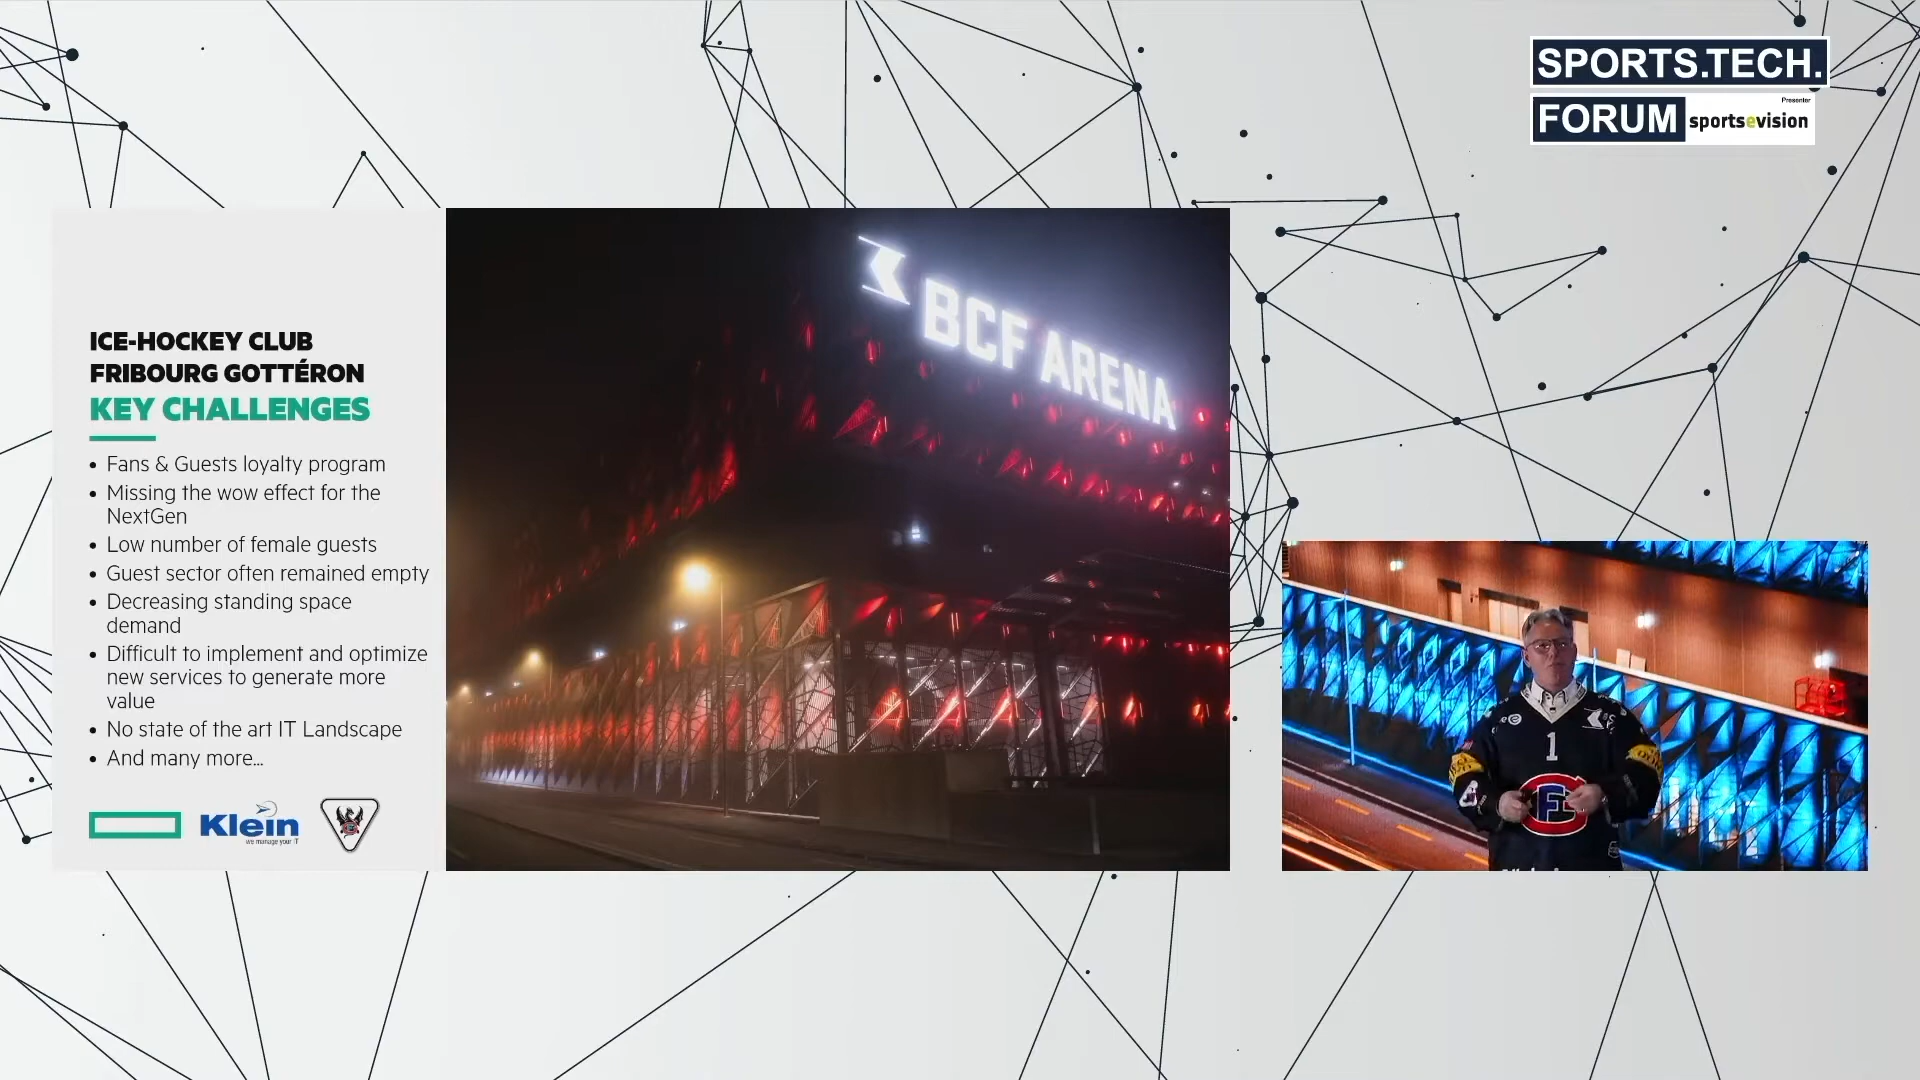 SPORTS.TECH.
FORUM
Presenter
sportsevision
BCF ARENA
ICE-HOCKEY CLUB
FRIBOURG GOTTÉRON
KEY CHALLENGES
• Fans & Guests loyalty program
• Missing the wow effect for the
NextGen
• Low number of female guests
• Guest sector often remained empty
• Decreasing standing space
demand
• Difficult to implement and optimize
new services to generate more
value
• No state of the art IT Landscape
• And many more...
Klein
we manage your IT
1